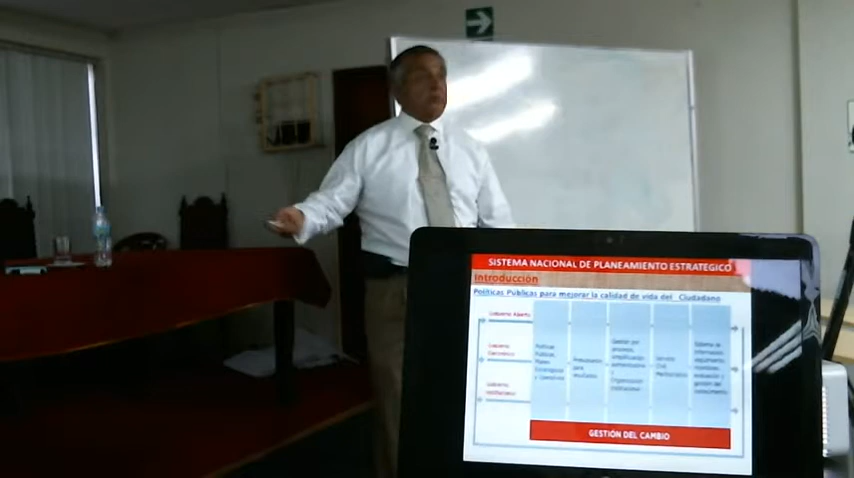 SISTEMA NACIONAL DE PLANEAMIENTO ESTRATEGICO
Introducción
Políticas Públicas para mejorar la calidad de vida del Ciudadano
Gobierno Abierto
Gobierno
Electrónico
Gobierno
Institucional
Políticas
Públicas,
Planes
Estratégicos
y Operativos
Presupuesto
para
resultados
Gestión por
procesos,
simplificación
administrativa
y
Organización
institucional
Servicio
Civil
Meritocrático
Sistema de
información,
seguimiento,
monitoreo,
evaluación y
gestión del
conocimiento
GESTIÓN DEL CAMBIO